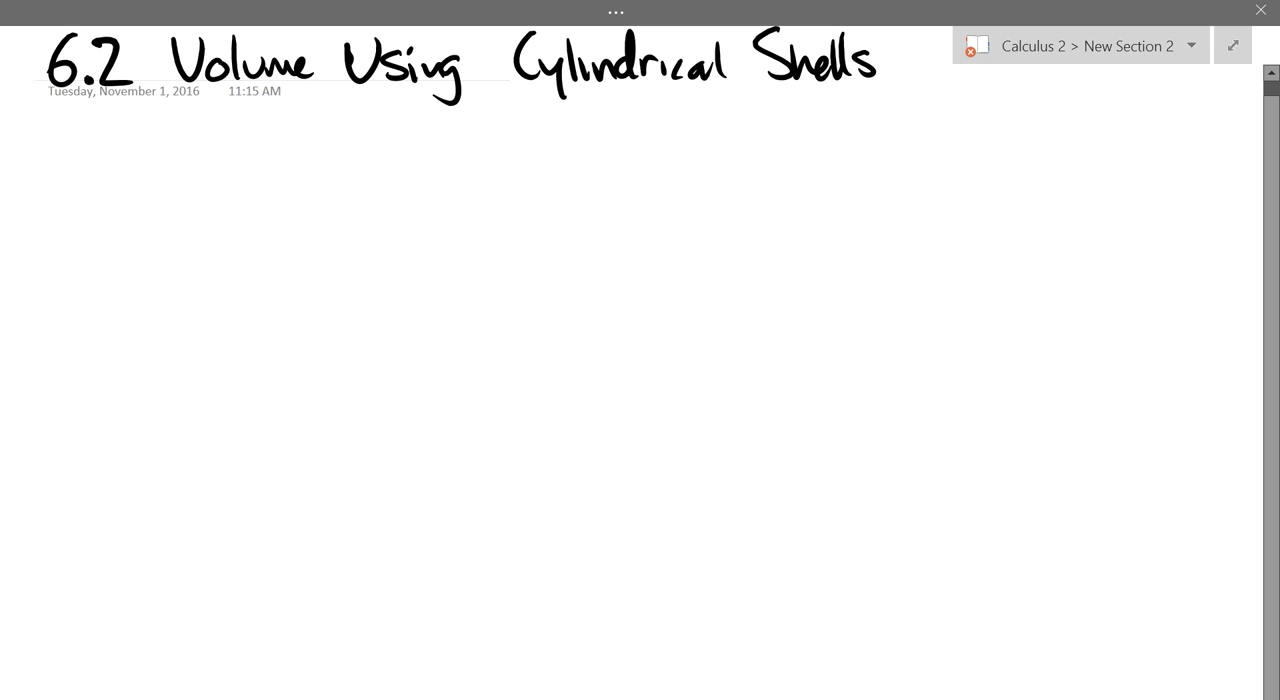 ...
6.2 Volume Using Cylindrical Shells
Calculus 2 > New Section 2
Tuesday, November 1, 2016 11:15 AM